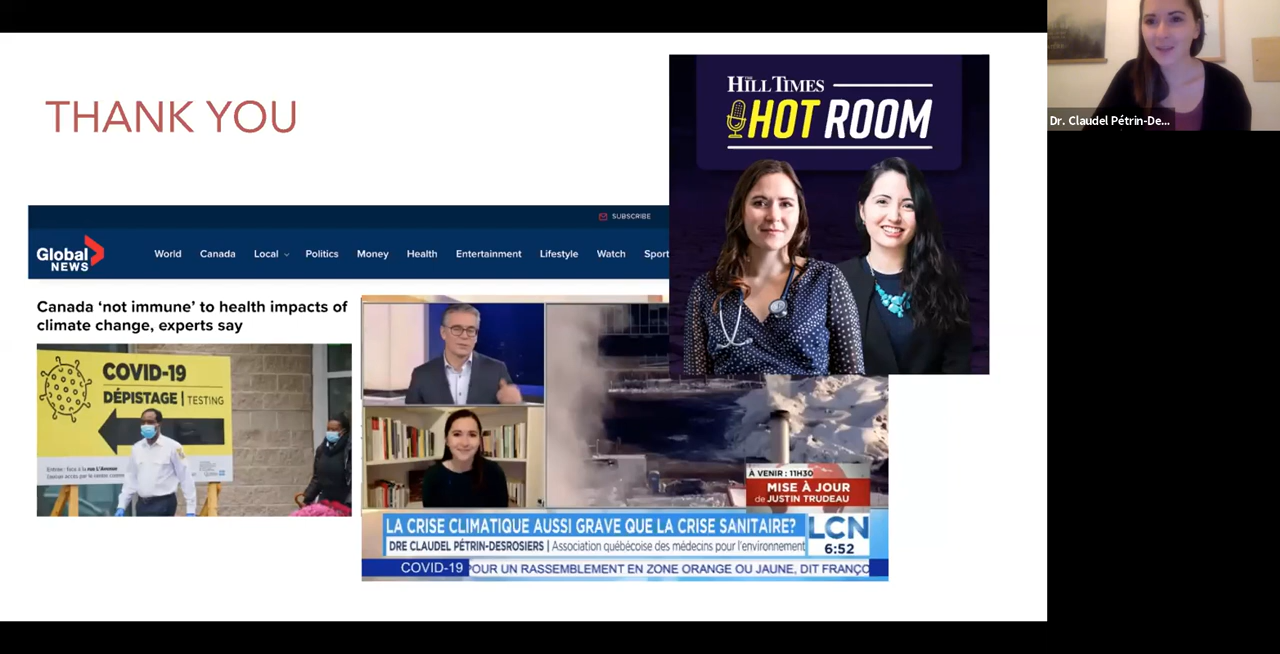 THANK YOU
THE
HILL TIMES
HOT ROOM
Dr. Claudel Pétrin-De...
SUBSCRIBE
Global
NEWS
World Canada Local Politics Money Health Entertainment Lifestyle Watch Sport
Canada ‘not immune’ to health impacts of
climate change, experts say
COVID-19
DÉPISTAGE | TESTING
À VENIR : 11H30
MISE À JOUR
de JUSTIN TRUDEAU
LA CRISE CLIMATIQUE AUSSI GRAVE QUE LA CRISE SANITAIRE?
DRE CLAUDEL PÉTRIN-DESROSIERS | Association québécoise des médecins pour l'environnement
LCN
6:52
COVID-19 POUR UN RASSEMBLEMENT EN ZONE ORANGE OU JAUNE, DIT FRANÇO